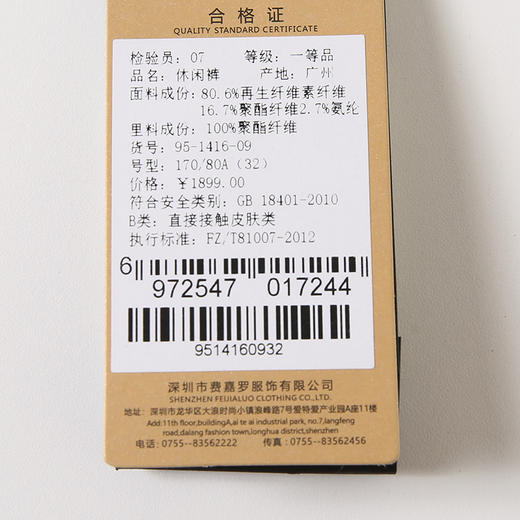 合格证
QUALITY STANDARD CERTIFICATE
检验员: 07 等级: 一等品
品名: 休闲裤 产地: 广州
面料成份: 80.6%再生纤维素纤维
16.7%聚酯纤维2.7%氨纶
里料成份: 100%聚酯纤维
货号: 95-1416-09
号型: 170/80A (32)
价格: ￥1899.00
符合安全类别: GB 18401-2010
B类: 直接接触皮肤类
执行标准: FZ/T81007-2012
6 972547 017244
9514160932
深圳市费嘉罗服饰有限公司
SHENZHEN FEIJIALUO CLOTHING CO., LTD.
地址: 深圳市龙华区大浪时尚小镇浪峰路7号爱特爱产业园A座11楼
Add:11th floor,buildingA,ai te ai industrial park, no.7,langfeng
road,dalang fashion town,longhua district,shenzhen
电话: 0755--83562222 传真: 0755--83562456